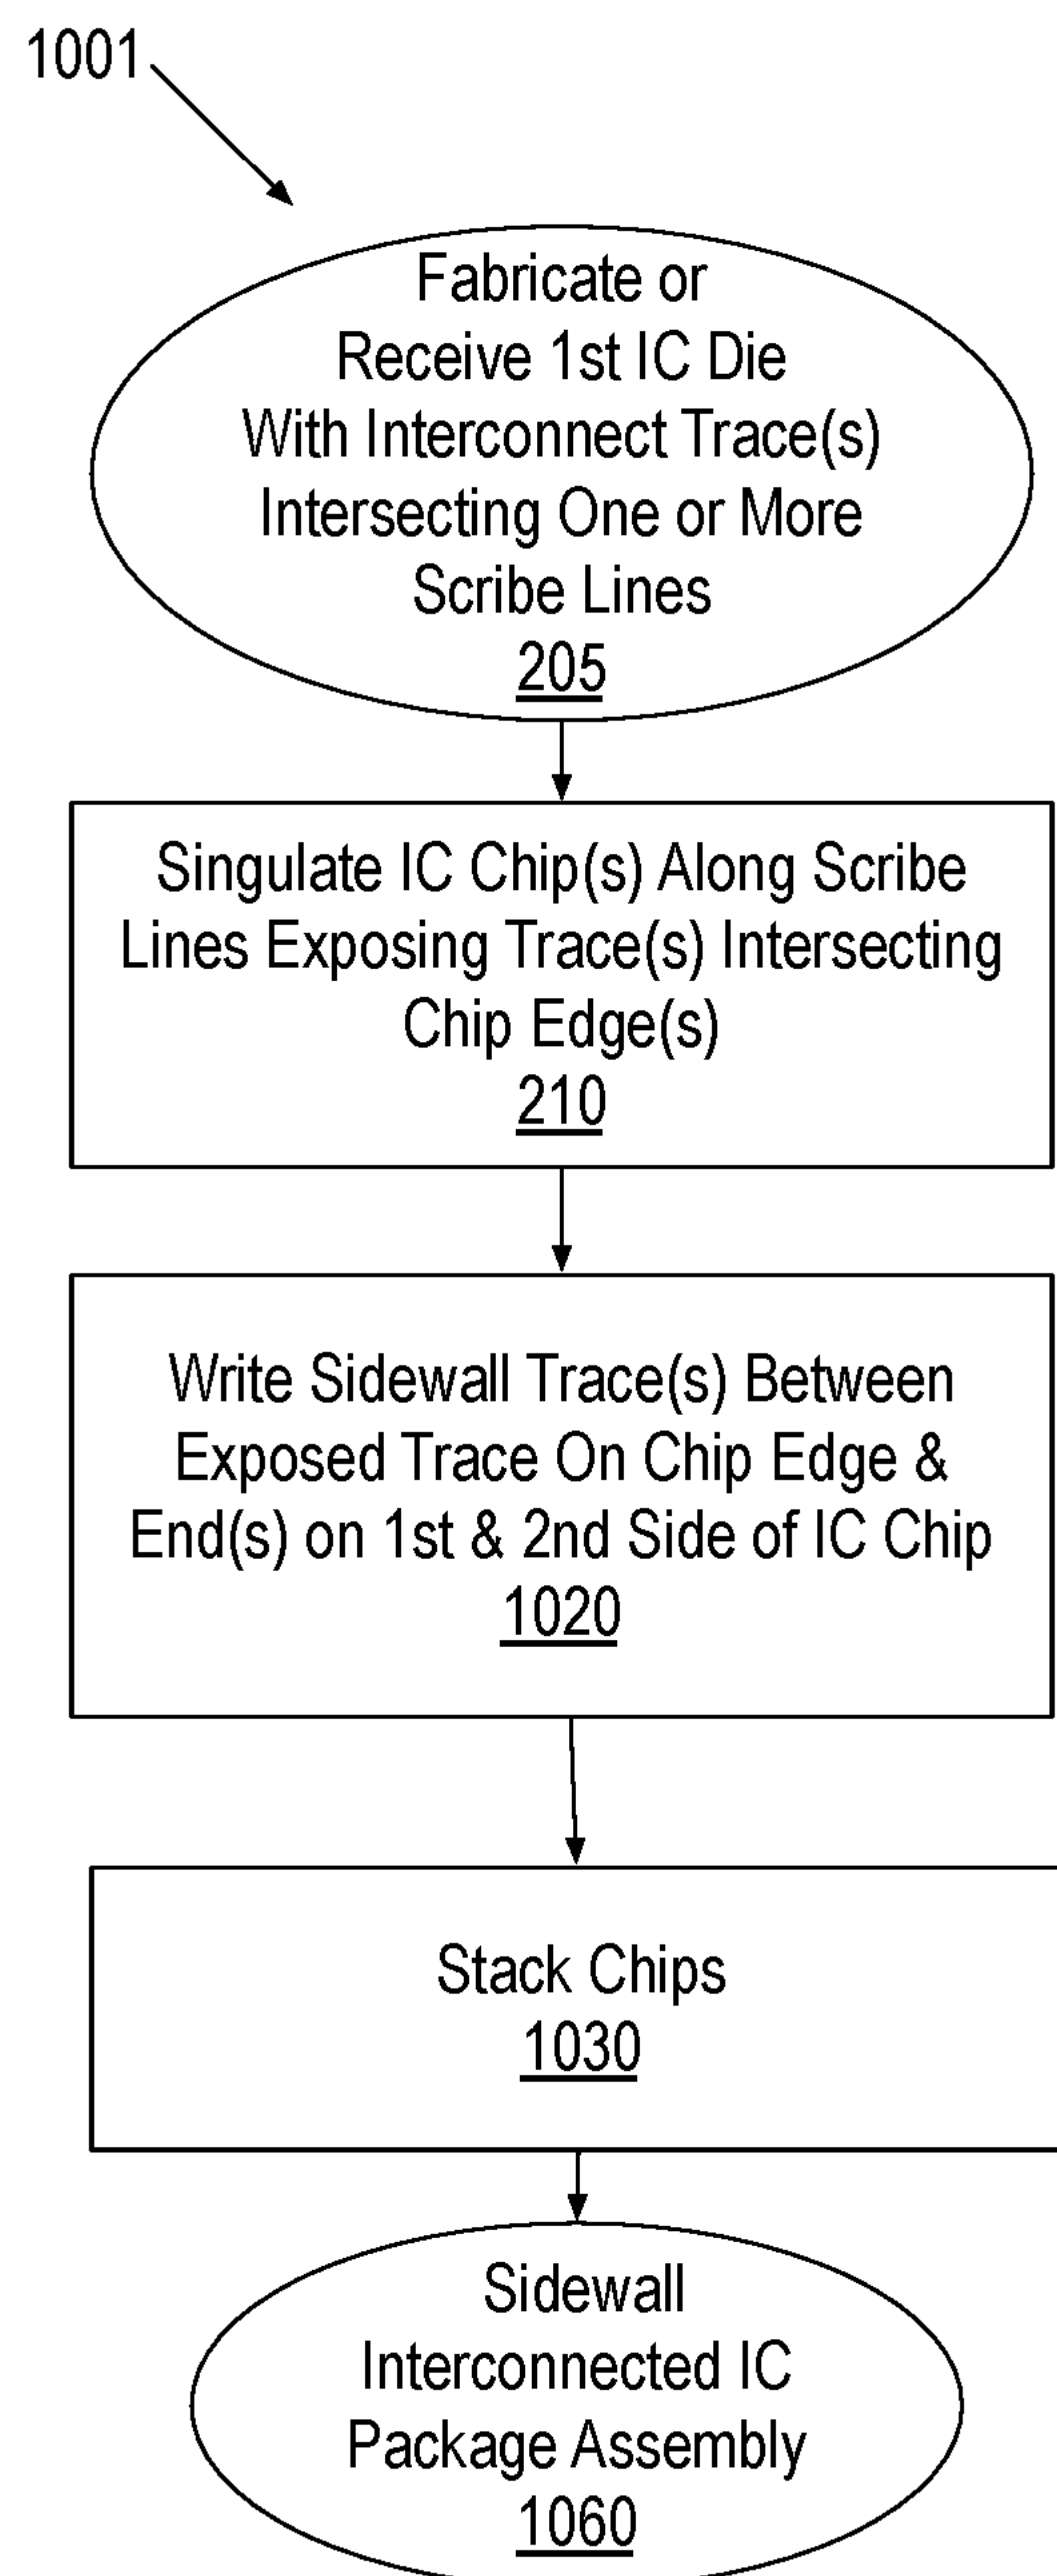 1001
Fabricate or
Receive 1st IC Die
With Interconnect Trace(s)
Intersecting One or More
Scribe Lines
205
Singulate IC Chip(s) Along Scribe
Lines Exposing Trace(s) Intersecting
Chip Edge(s)
210
Write Sidewall Trace(s) Between
Exposed Trace On Chip Edge &
End(s) on 1st & 2nd Side of IC Chip
1020
Stack Chips
1030
Sidewall
Interconnected IC
Package Assembly
1060